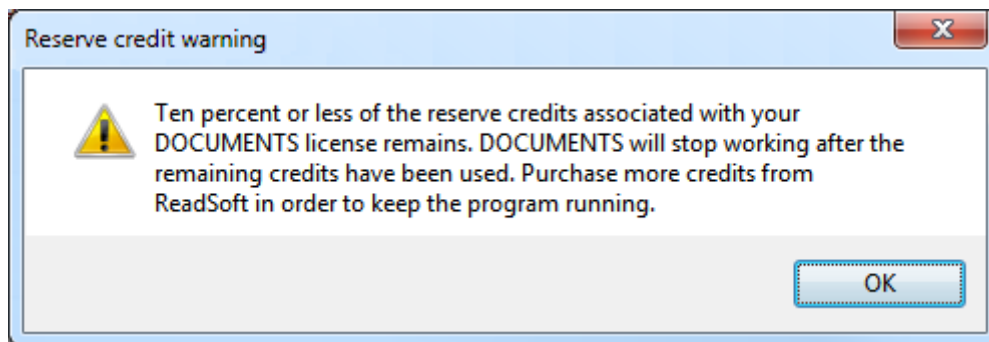 Reserve credit warning
Ten percent or less of the reserve credits associated with your
DOCUMENTS license remains. DOCUMENTS will stop working after the
remaining credits have been used. Purchase more credits from
ReadSoft in order to keep the program running.
OK